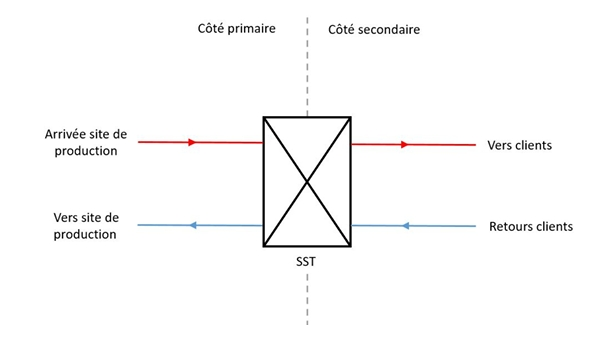 Côté primaire
Côté secondaire
Arrivée site de
production
Vers clients
Vers site de
production
Retours clients
SST